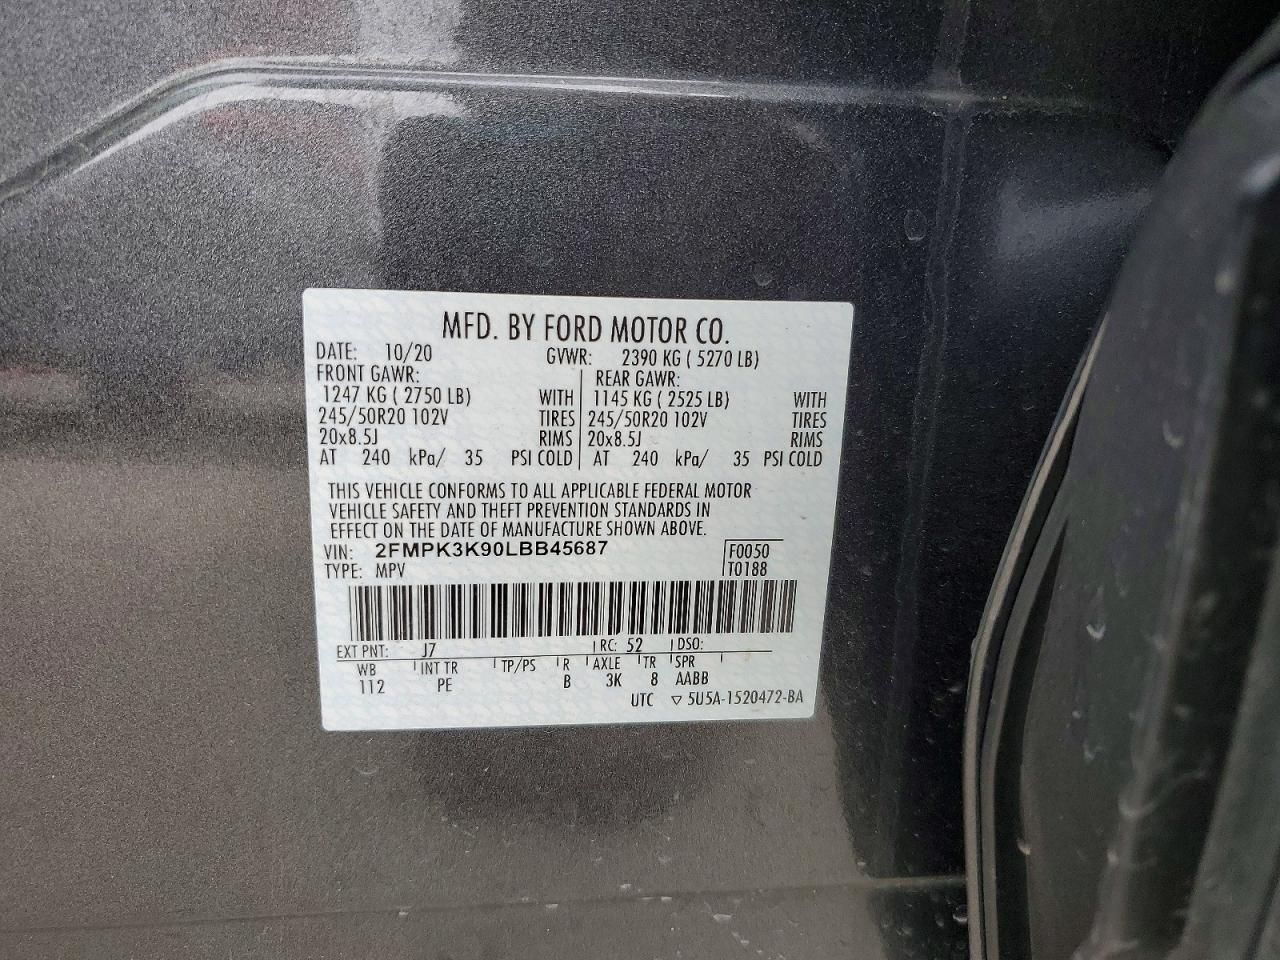 MFD. BY FORD MOTOR CO.
DATE: 10/20 GVWR: 2390 KG ( 5270 LB)
FRONT GAWR: REAR GAWR:
1247 KG ( 2750 LB) WITH 1145 KG ( 2525 LB) WITH
245/50R20 102V TIRES 245/50R20 102V TIRES
20x8.5J RIMS 20x8.5J RIMS
AT 240 kPa/ 35 PSI COLD AT 240 kPa/ 35 PSI COLD
THIS VEHICLE CONFORMS TO ALL APPLICABLE FEDERAL MOTOR
VEHICLE SAFETY AND THEFT PREVENTION STANDARDS IN
EFFECT ON THE DATE OF MANUFACTURE SHOWN ABOVE.
VIN: 2FMPK3K90LBB45687 F0050
TYPE: MPV T0188
EXT PNT: J7 RC: 52 DSO:
WB INT TR TP/PS R AXLE TR SPR
112 PE B 3K 8 AABB
UTC ▽ 5U5A-1520472-BA